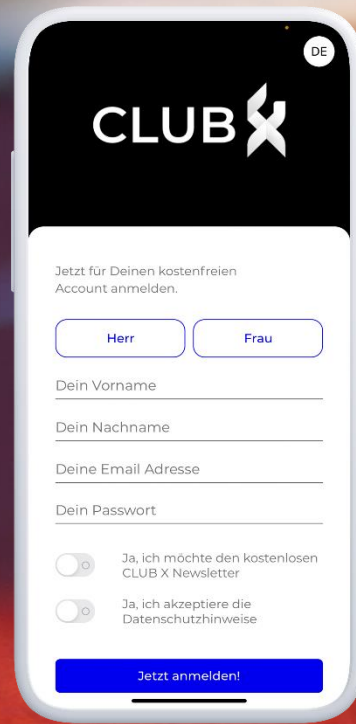 DE
CLUB X
Jetzt für Deinen kostenfreien
Account anmelden.
Herr Frau
Dein Vorname
Dein Nachname
Deine Email Adresse
Dein Passwort
Ja, ich möchte den kostenlosen
CLUB X Newsletter
Ja, ich akzeptiere die
Datenschutzhinweise
Jetzt anmelden!